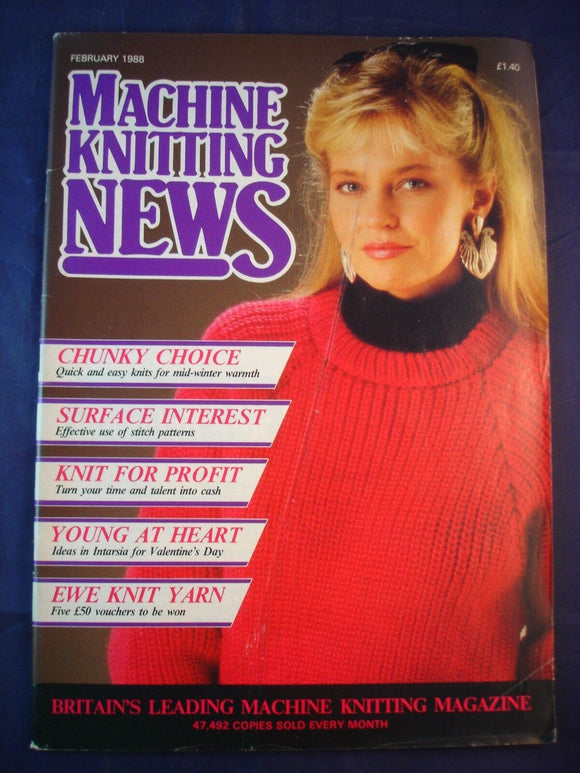 FEBRUARY 1988
£1.40
MACHINE
KNITTING
NEWS
CHUNKY CHOICE
Quick and easy knits for mid-winter warmth
SURFACE INTEREST
Effective use of stitch patterns
KNIT FOR PROFIT
Turn your time and talent into cash
YOUNG AT HEART
Ideas in Intarsia for Valentine's Day
EWE KNIT YARN
Five £50 vouchers to be won
BRITAIN'S LEADING MACHINE KNITTING MAGAZINE
47,492 COPIES SOLD EVERY MONTH